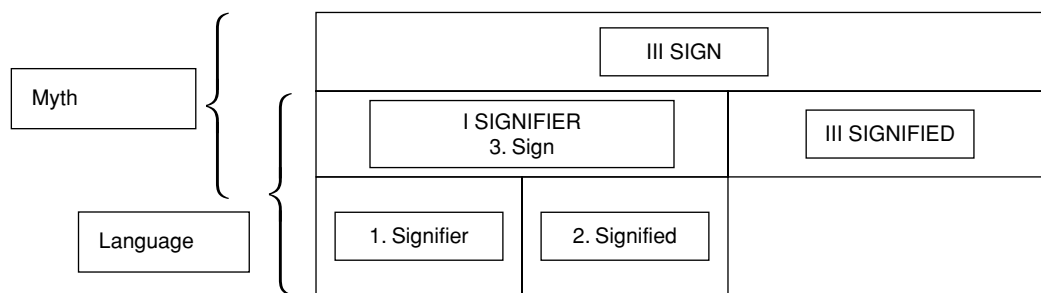 III SIGN
Myth
I SIGNIFIER
3. Sign
III SIGNIFIED
Language
1. Signifier
2. Signified